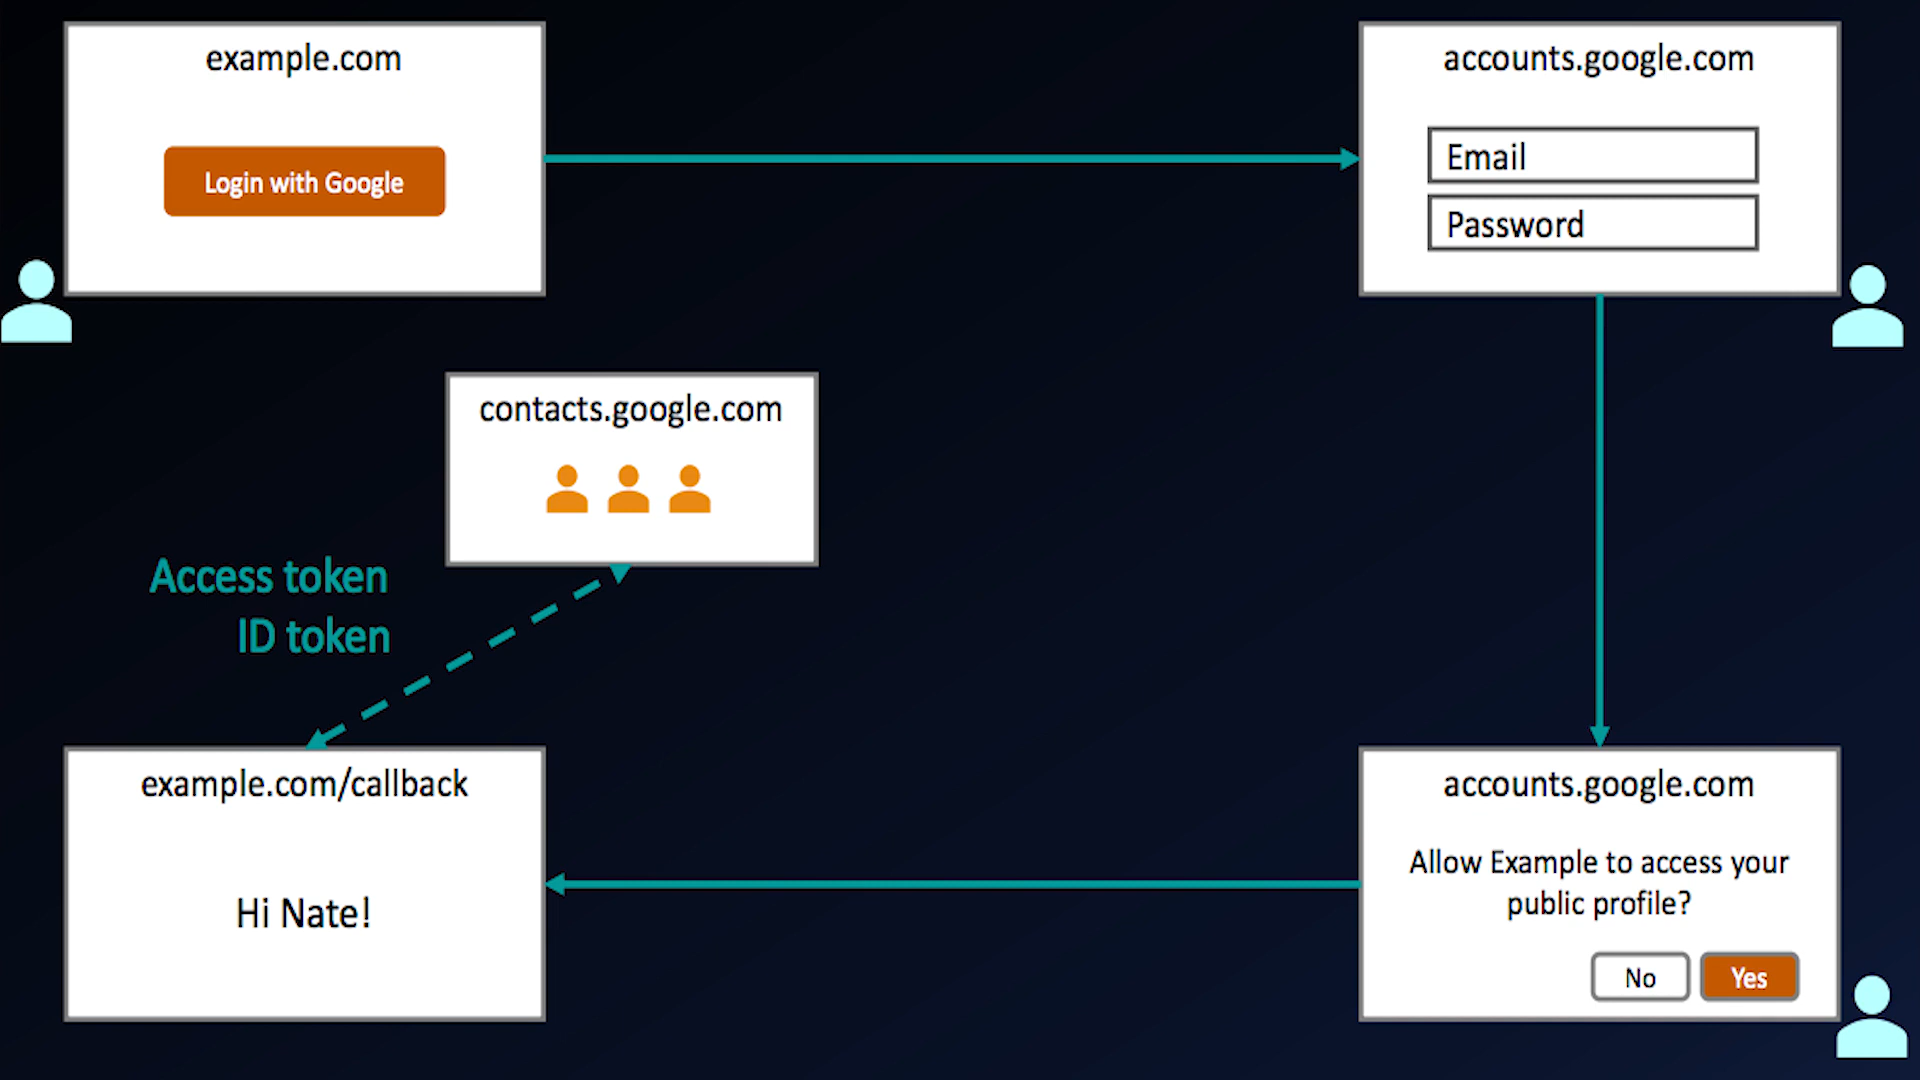 example.com
Login with Google
accounts.google.com
Email
Password
contacts.google.com
Access token
ID token
example.com/callback
Hi Nate!
accounts.google.com
Allow Example to access your
public profile?
No
Yes